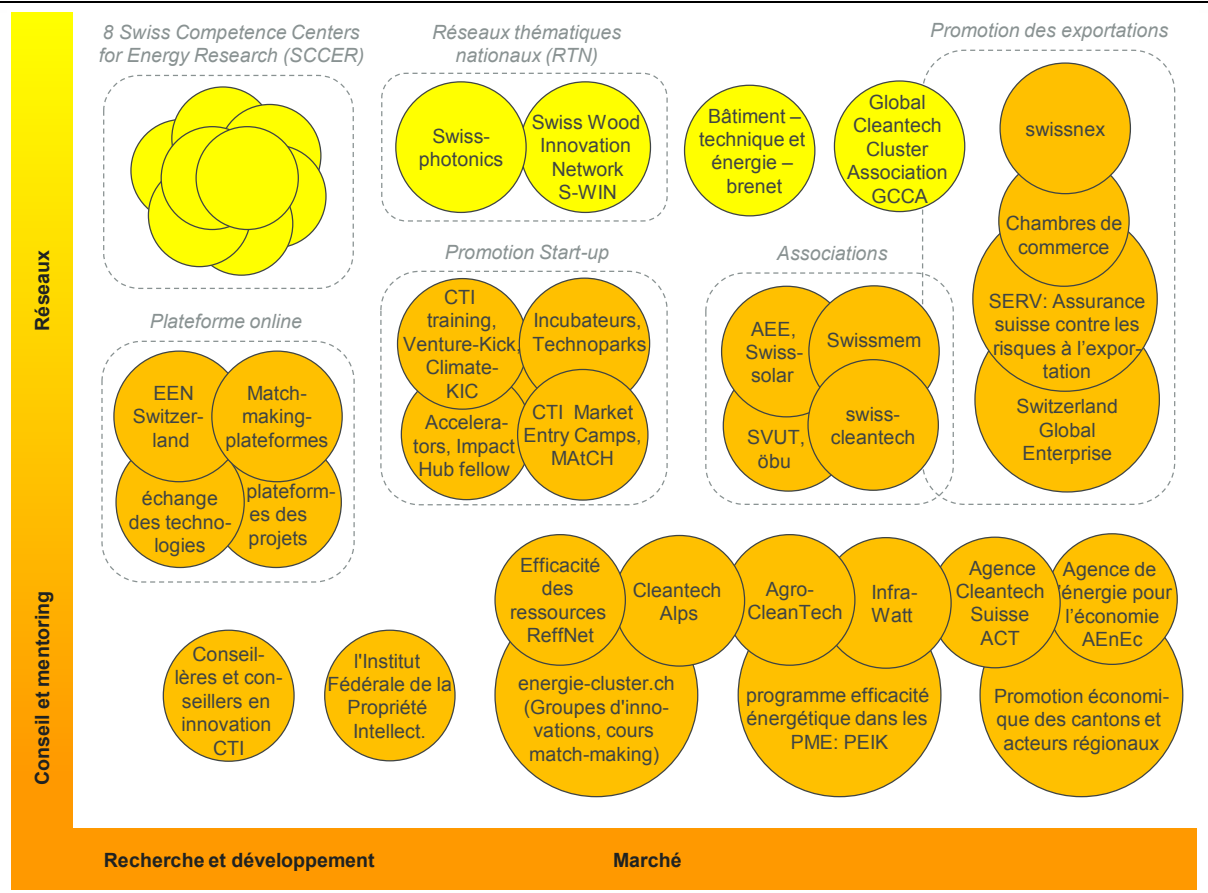 8 Swiss Competence Centers
for Energy Research (SCCER)
Réseaux thématiques
nationaux (RTN)
Promotion des exportations
Swiss-
photonics
Swiss Wood
Innovation
Network
S-WIN
Bâtiment –
technique et
énergie –
brenet
Global
Cleantech
Cluster
Association
GCCA
swissnex
Chambres de
commerce
SERV: Assurance
suisse contre les
risques à l'expor-
tation
Switzerland
Global
Enterprise
Réseaux
Plateforme online
EEN
Switzer-
land
Match-
making-
plateformes
échange
des techno-
logies
plateform-
es des
projets
Promotion Start-up
CTI
training,
Venture-Kick,
Climate-
KIC
Incubateurs,
Technoparks
Accelera-
tors, Impact
Hub fellow
CTI Market
Entry Camps,
MAtCH
Associations
AEE,
Swiss-
solar
Swissmem
SVUT,
öbu
swiss-
cleantech
Conseil et mentoring
Conseil-
lères et con-
seillers en
innovation
CTI
l'Institut
Fédérale de la
Propriété
Intellect.
Efficacité
des
ressources
ReffNet
Cleantech
Alps
Agro-
CleanTech
Infra-
Watt
Agence
Cleantech
Suisse
ACT
Agence de
l'énergie pour
l'économie
AEnEc
energie-cluster.ch
(Groupes d'inno-
vations, cours
match-making)
programme efficacité
énergétique dans les
PME: PEIK
Promotion économi-
que des cantons et
acteurs régionaux
Recherche et développement
Marché